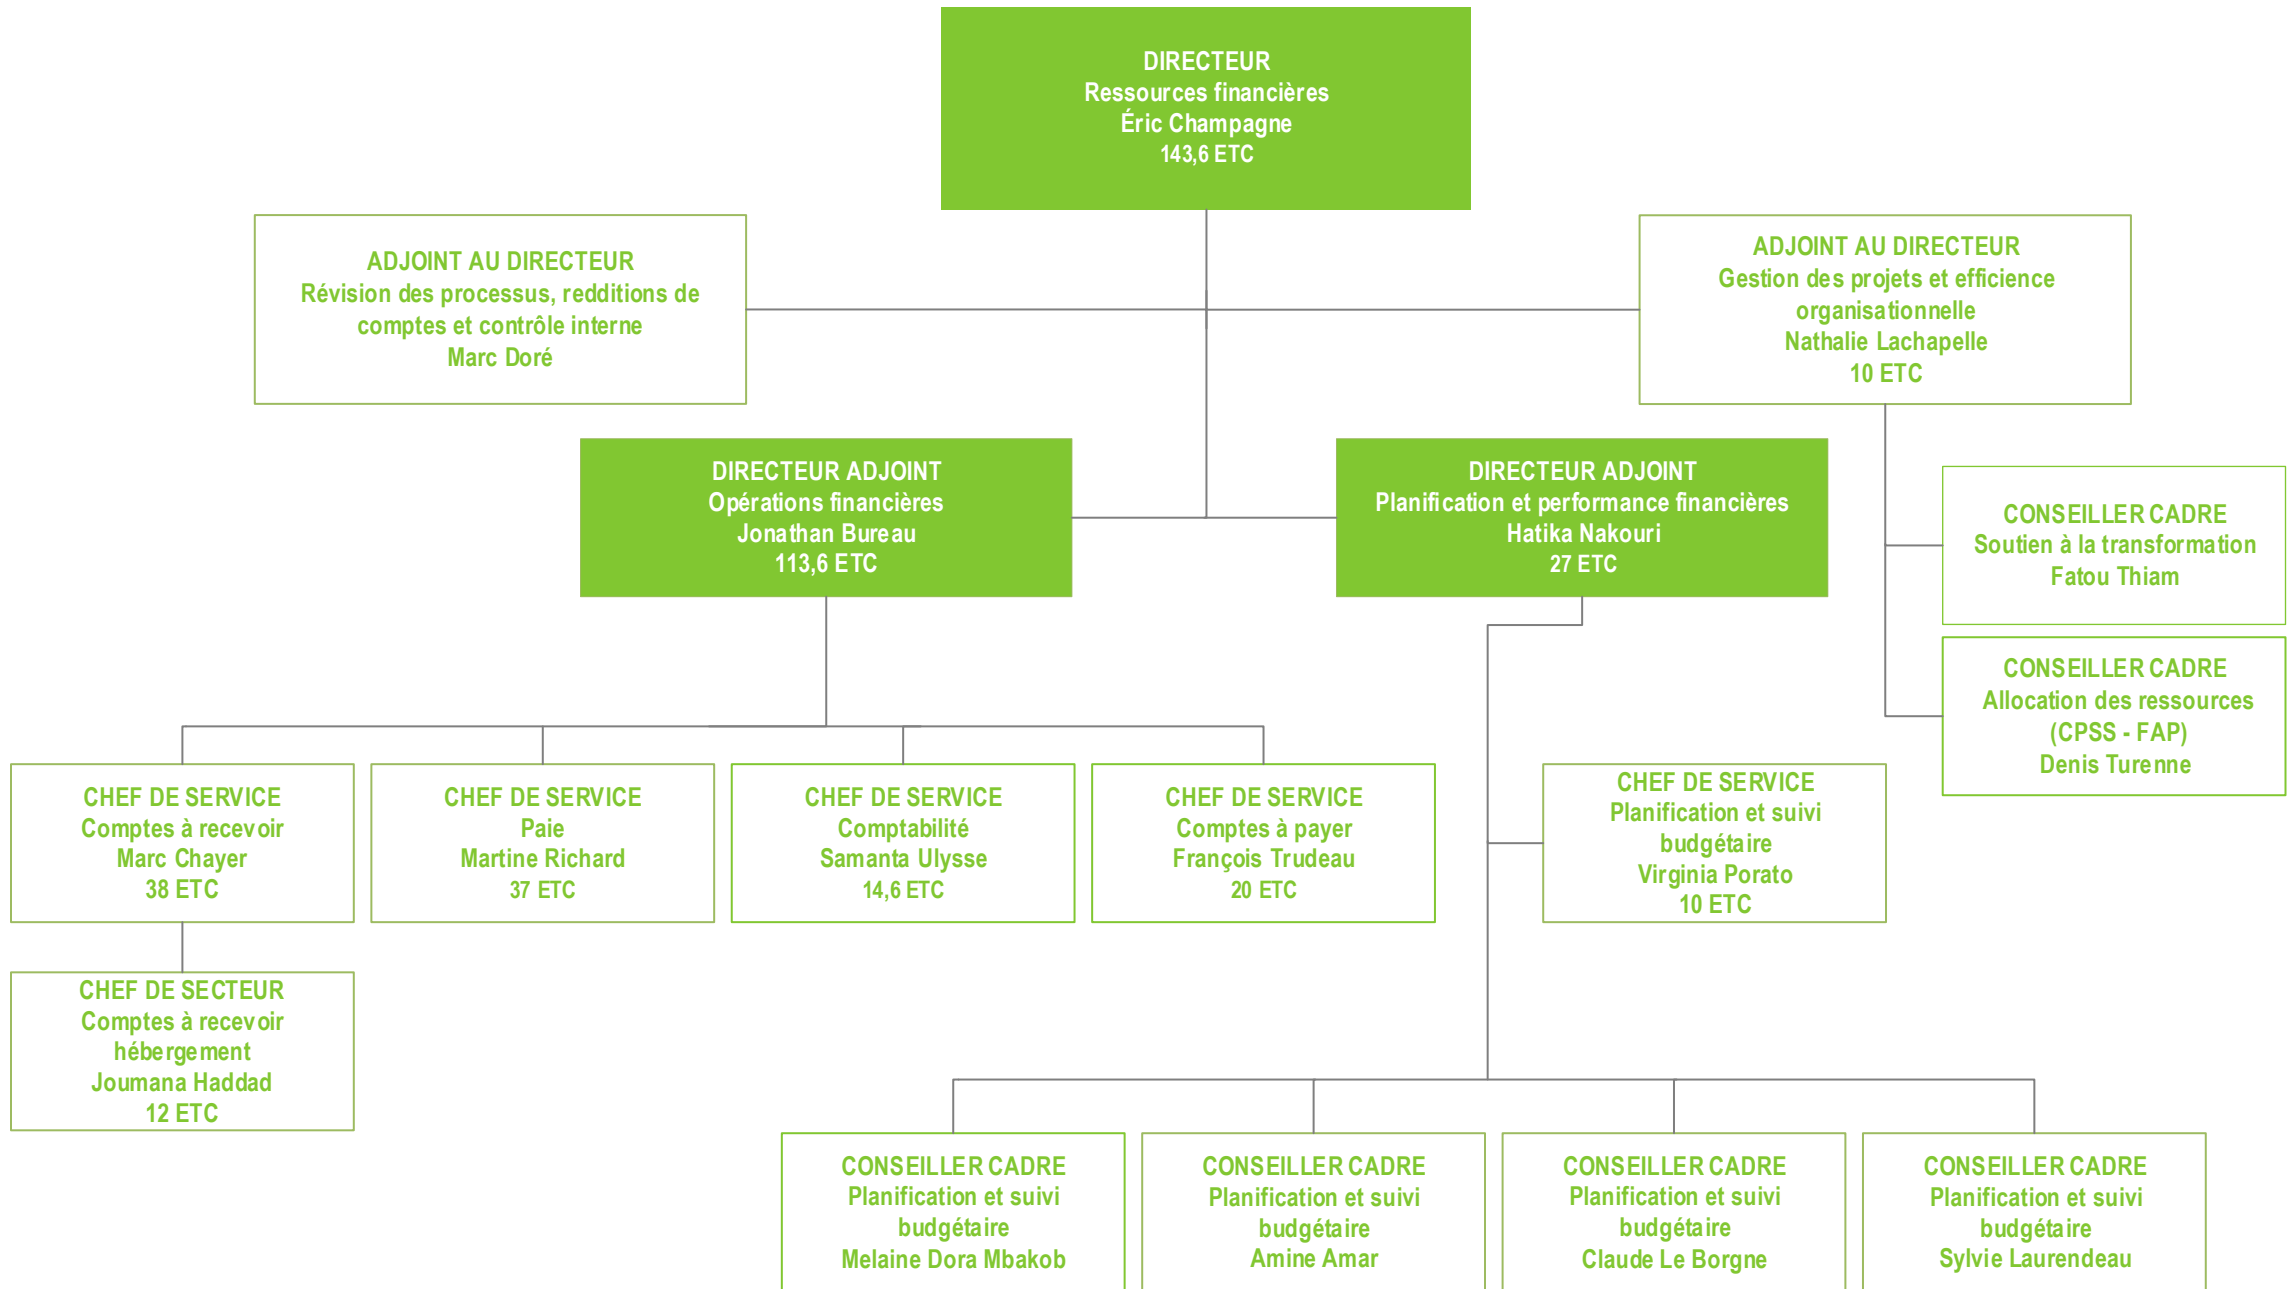 DIRECTEUR
Ressources financières
Éric Champagne
143,6 ETC
ADJOINT AU DIRECTEUR
Révision des processus, redditions de
comptes et contrôle interne
Marc Doré
ADJOINT AU DIRECTEUR
Gestion des projets et efficience
organisationnelle
Nathalie Lachapelle
10 ETC
DIRECTEUR ADJOINT
Opérations financières
Jonathan Bureau
113,6 ETC
DIRECTEUR ADJOINT
Planification et performance financières
Hatika Nakouri
27 ETC
CONSEILLER CADRE
Soutien à la transformation
Fatou Thiam
CONSEILLER CADRE
Allocation des ressources
(CPSS - FAP)
Denis Turenne
CHEF DE SERVICE
Comptes à recevoir
Marc Chayer
38 ETC
CHEF DE SERVICE
Paie
Martine Richard
37 ETC
CHEF DE SERVICE
Comptabilité
Samanta Ulysse
14,6 ETC
CHEF DE SERVICE
Comptes à payer
François Trudeau
20 ETC
CHEF DE SERVICE
Planification et suivi
budgétaire
Virginia Porato
10 ETC
CHEF DE SECTEUR
Comptes à recevoir
hébergement
Joumana Haddad
12 ETC
CONSEILLER CADRE
Planification et suivi
budgétaire
Melaine Dora Mbakob
CONSEILLER CADRE
Planification et suivi
budgétaire
Amine Amar
CONSEILLER CADRE
Planification et suivi
budgétaire
Claude Le Borgne
CONSEILLER CADRE
Planification et suivi
budgétaire
Sylvie Laurendeau